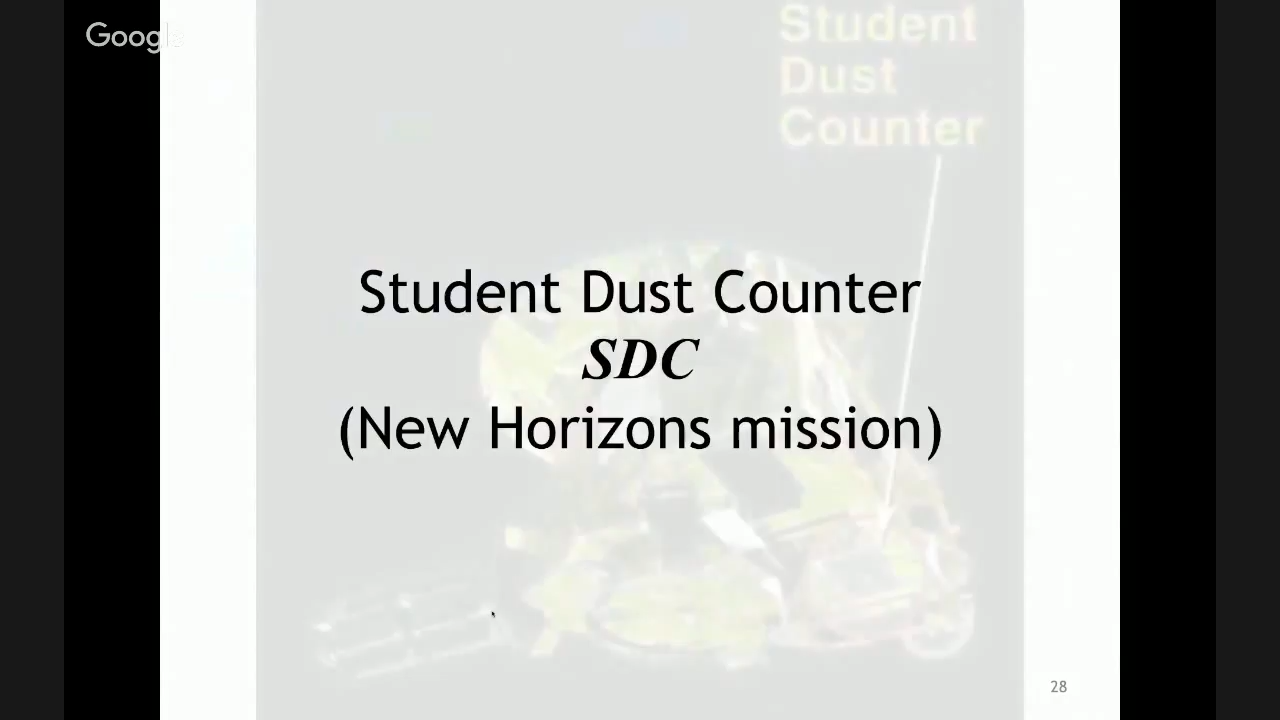 Google
Student
Dust
Counter
Student Dust Counter
SDC
(New Horizons mission)
28